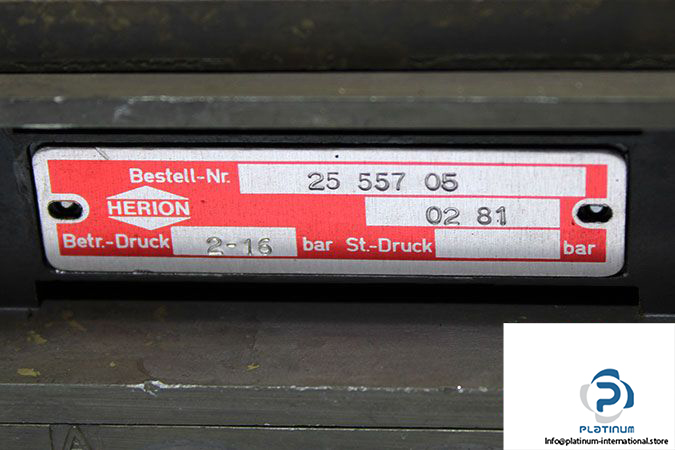 Bestell-Nr. 25 557 05
HERION
02 81
Betr.-Druck 2-16 bar St.-Druck bar
A
PLATINUM
Info@platinum-international.store